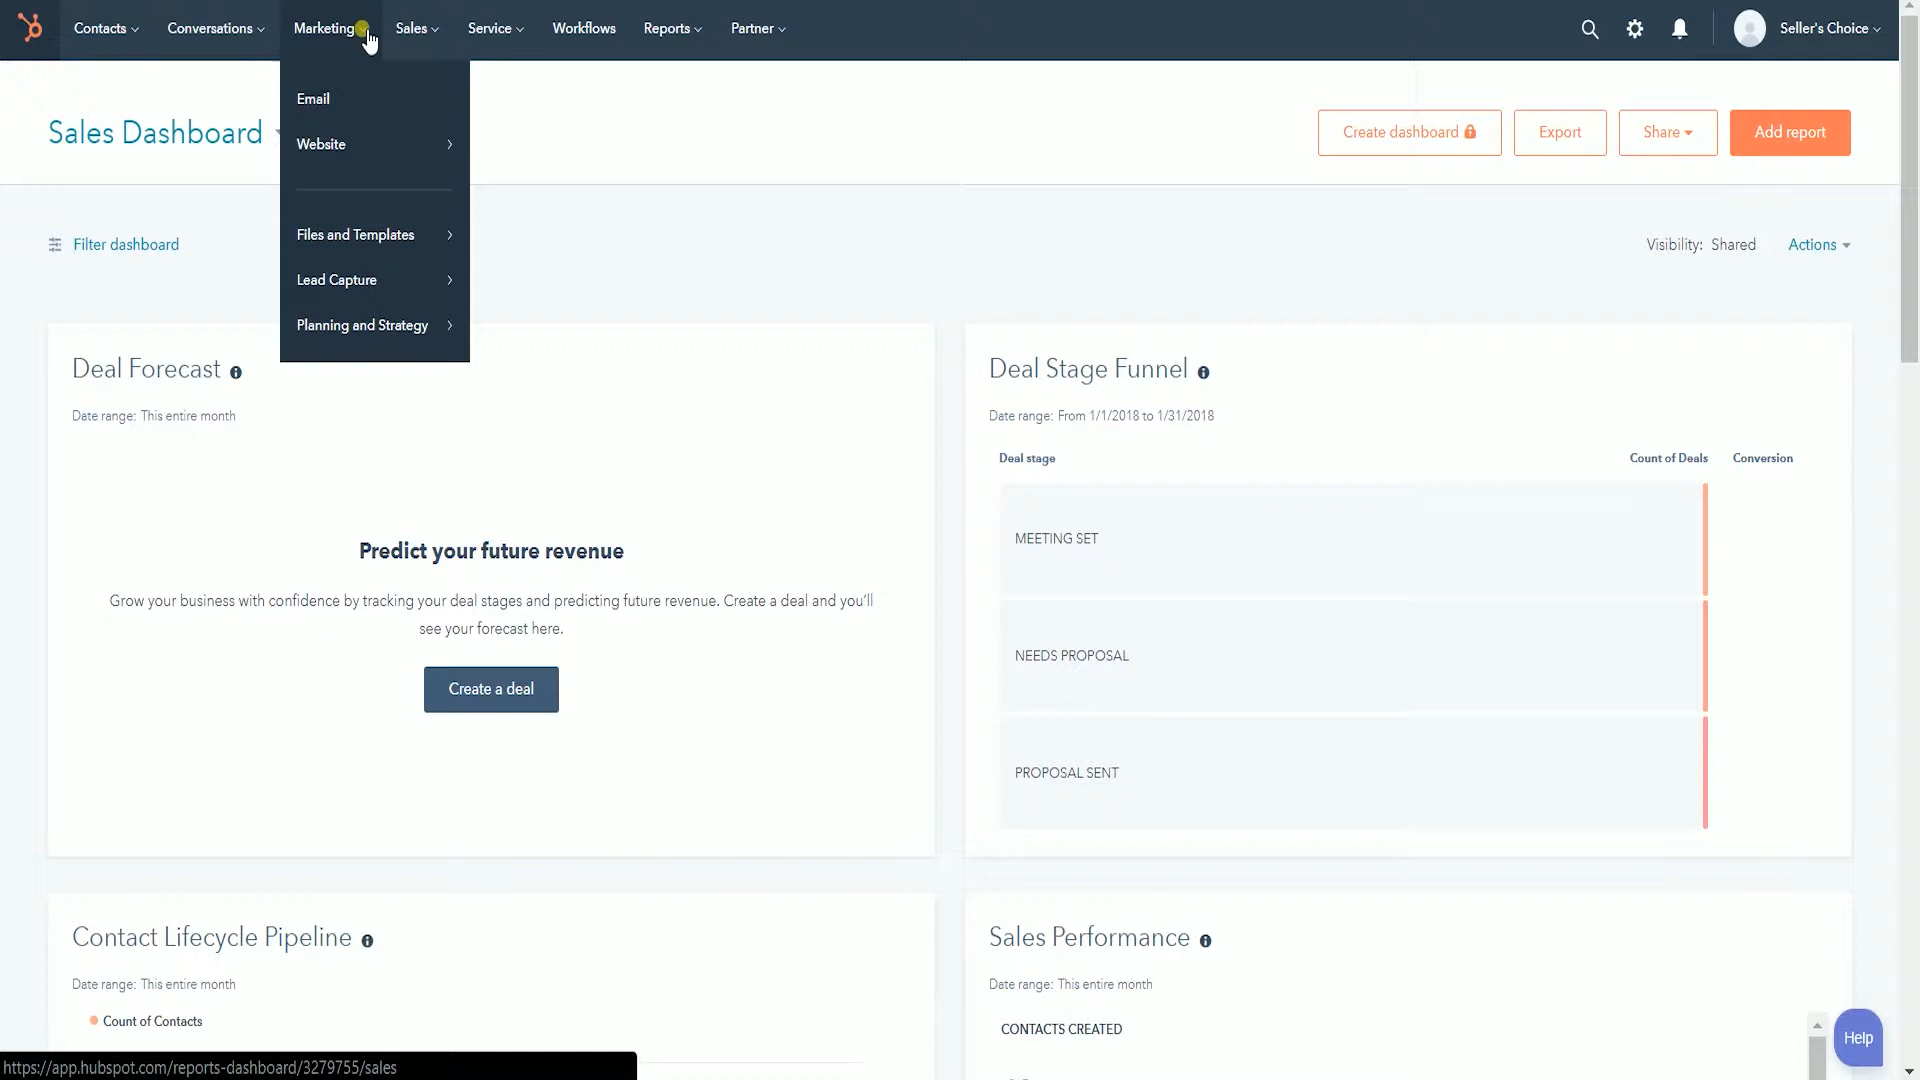 Contacts
Conversations
Marketing
Sales
Service
Workflows
Reports
Partner
Seller's Choice
Email
Website
Files and Templates
Lead Capture
Planning and Strategy
Sales Dashboard
Create dashboard
Export
Share
Add report
Filter dashboard
Visibility: Shared
Actions
Deal Forecast
Date range: This entire month
Predict your future revenue
Grow your business with confidence by tracking your deal stages and predicting future revenue. Create a deal and you'll
see your forecast here.
Create a deal
Deal Stage Funnel
Date range: From 1/1/2018 to 1/31/2018
Deal stage
Count of Deals
Conversion
MEETING SET
NEEDS PROPOSAL
PROPOSAL SENT
Contact Lifecycle Pipeline
Date range: This entire month
Count of Contacts
Sales Performance
Date range: This entire month
CONTACTS CREATED
Help
https://app.hubspot.com/reports-dashboard/3279755/sales